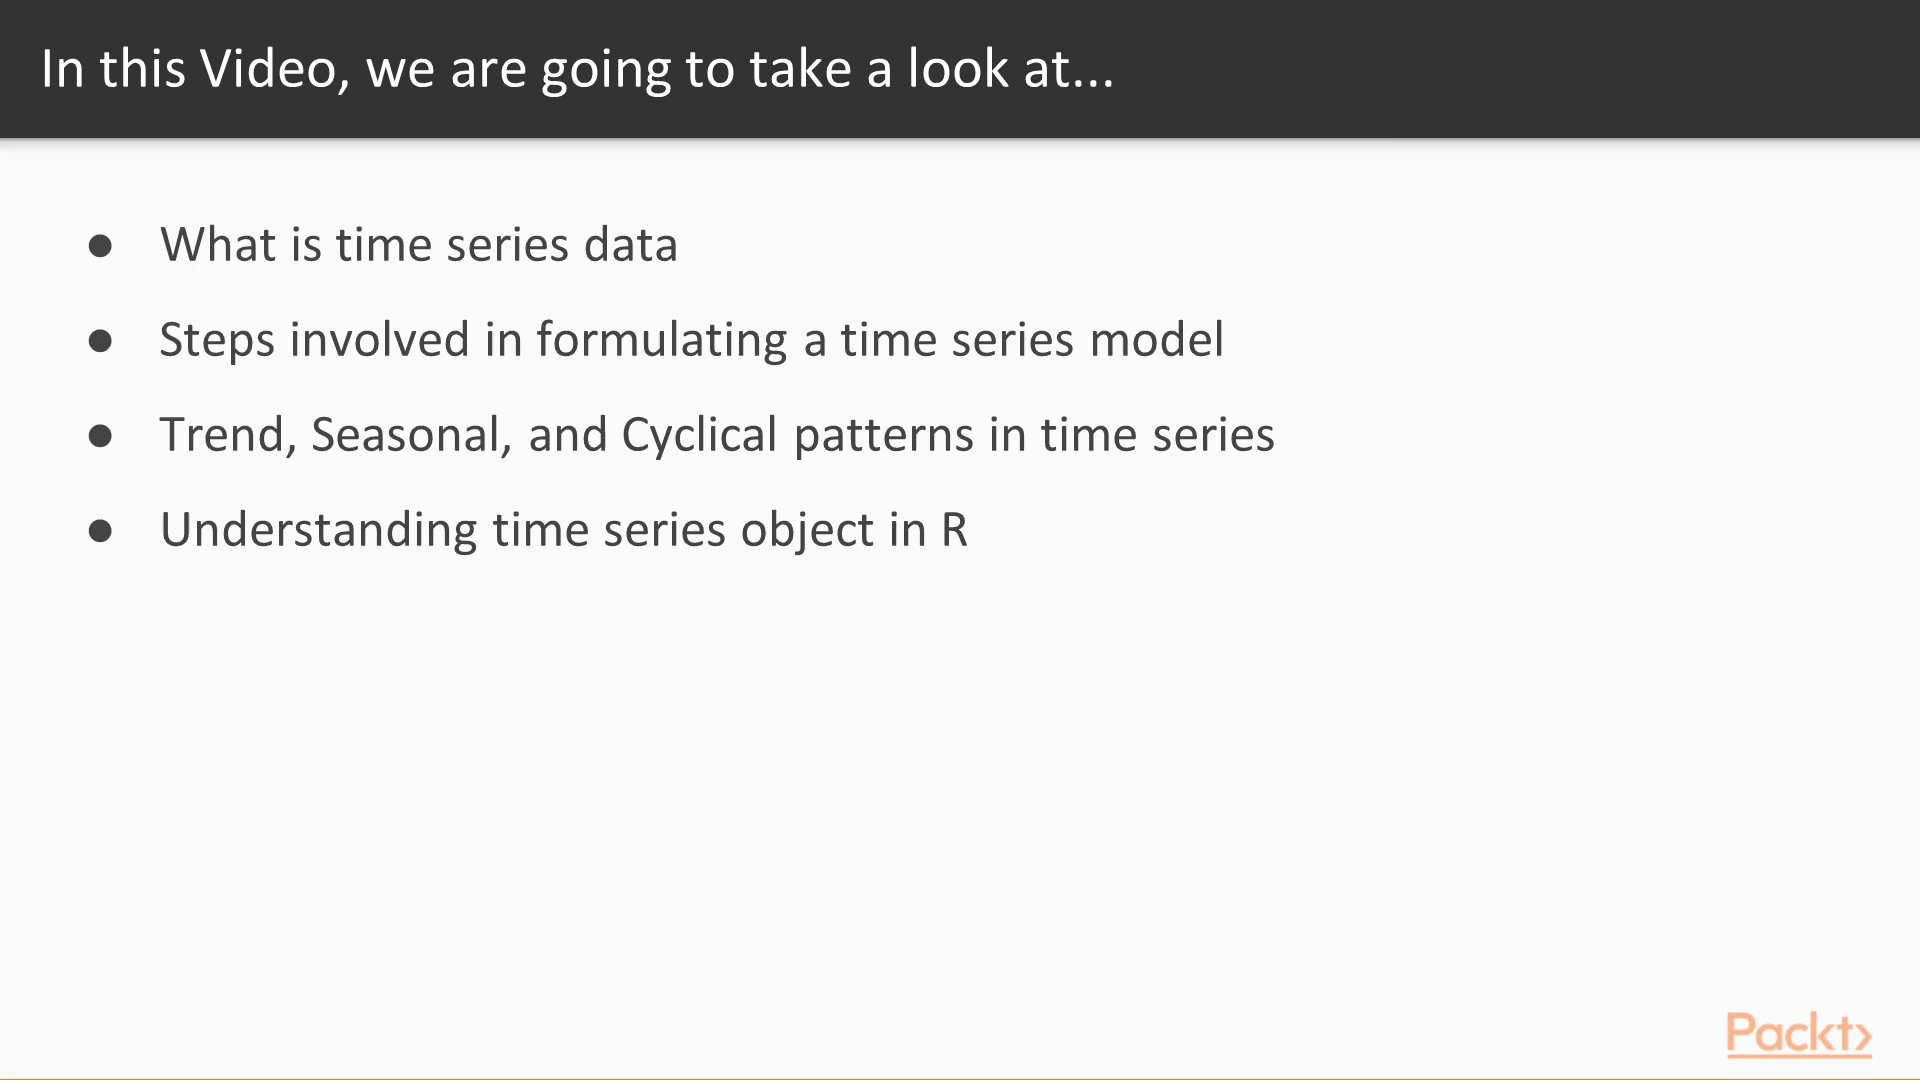 In this Video, we are going to take a look at...
● What is time series data
● Steps involved in formulating a time series model
● Trend, Seasonal, and Cyclical patterns in time series
● Understanding time series object in R
Packt>